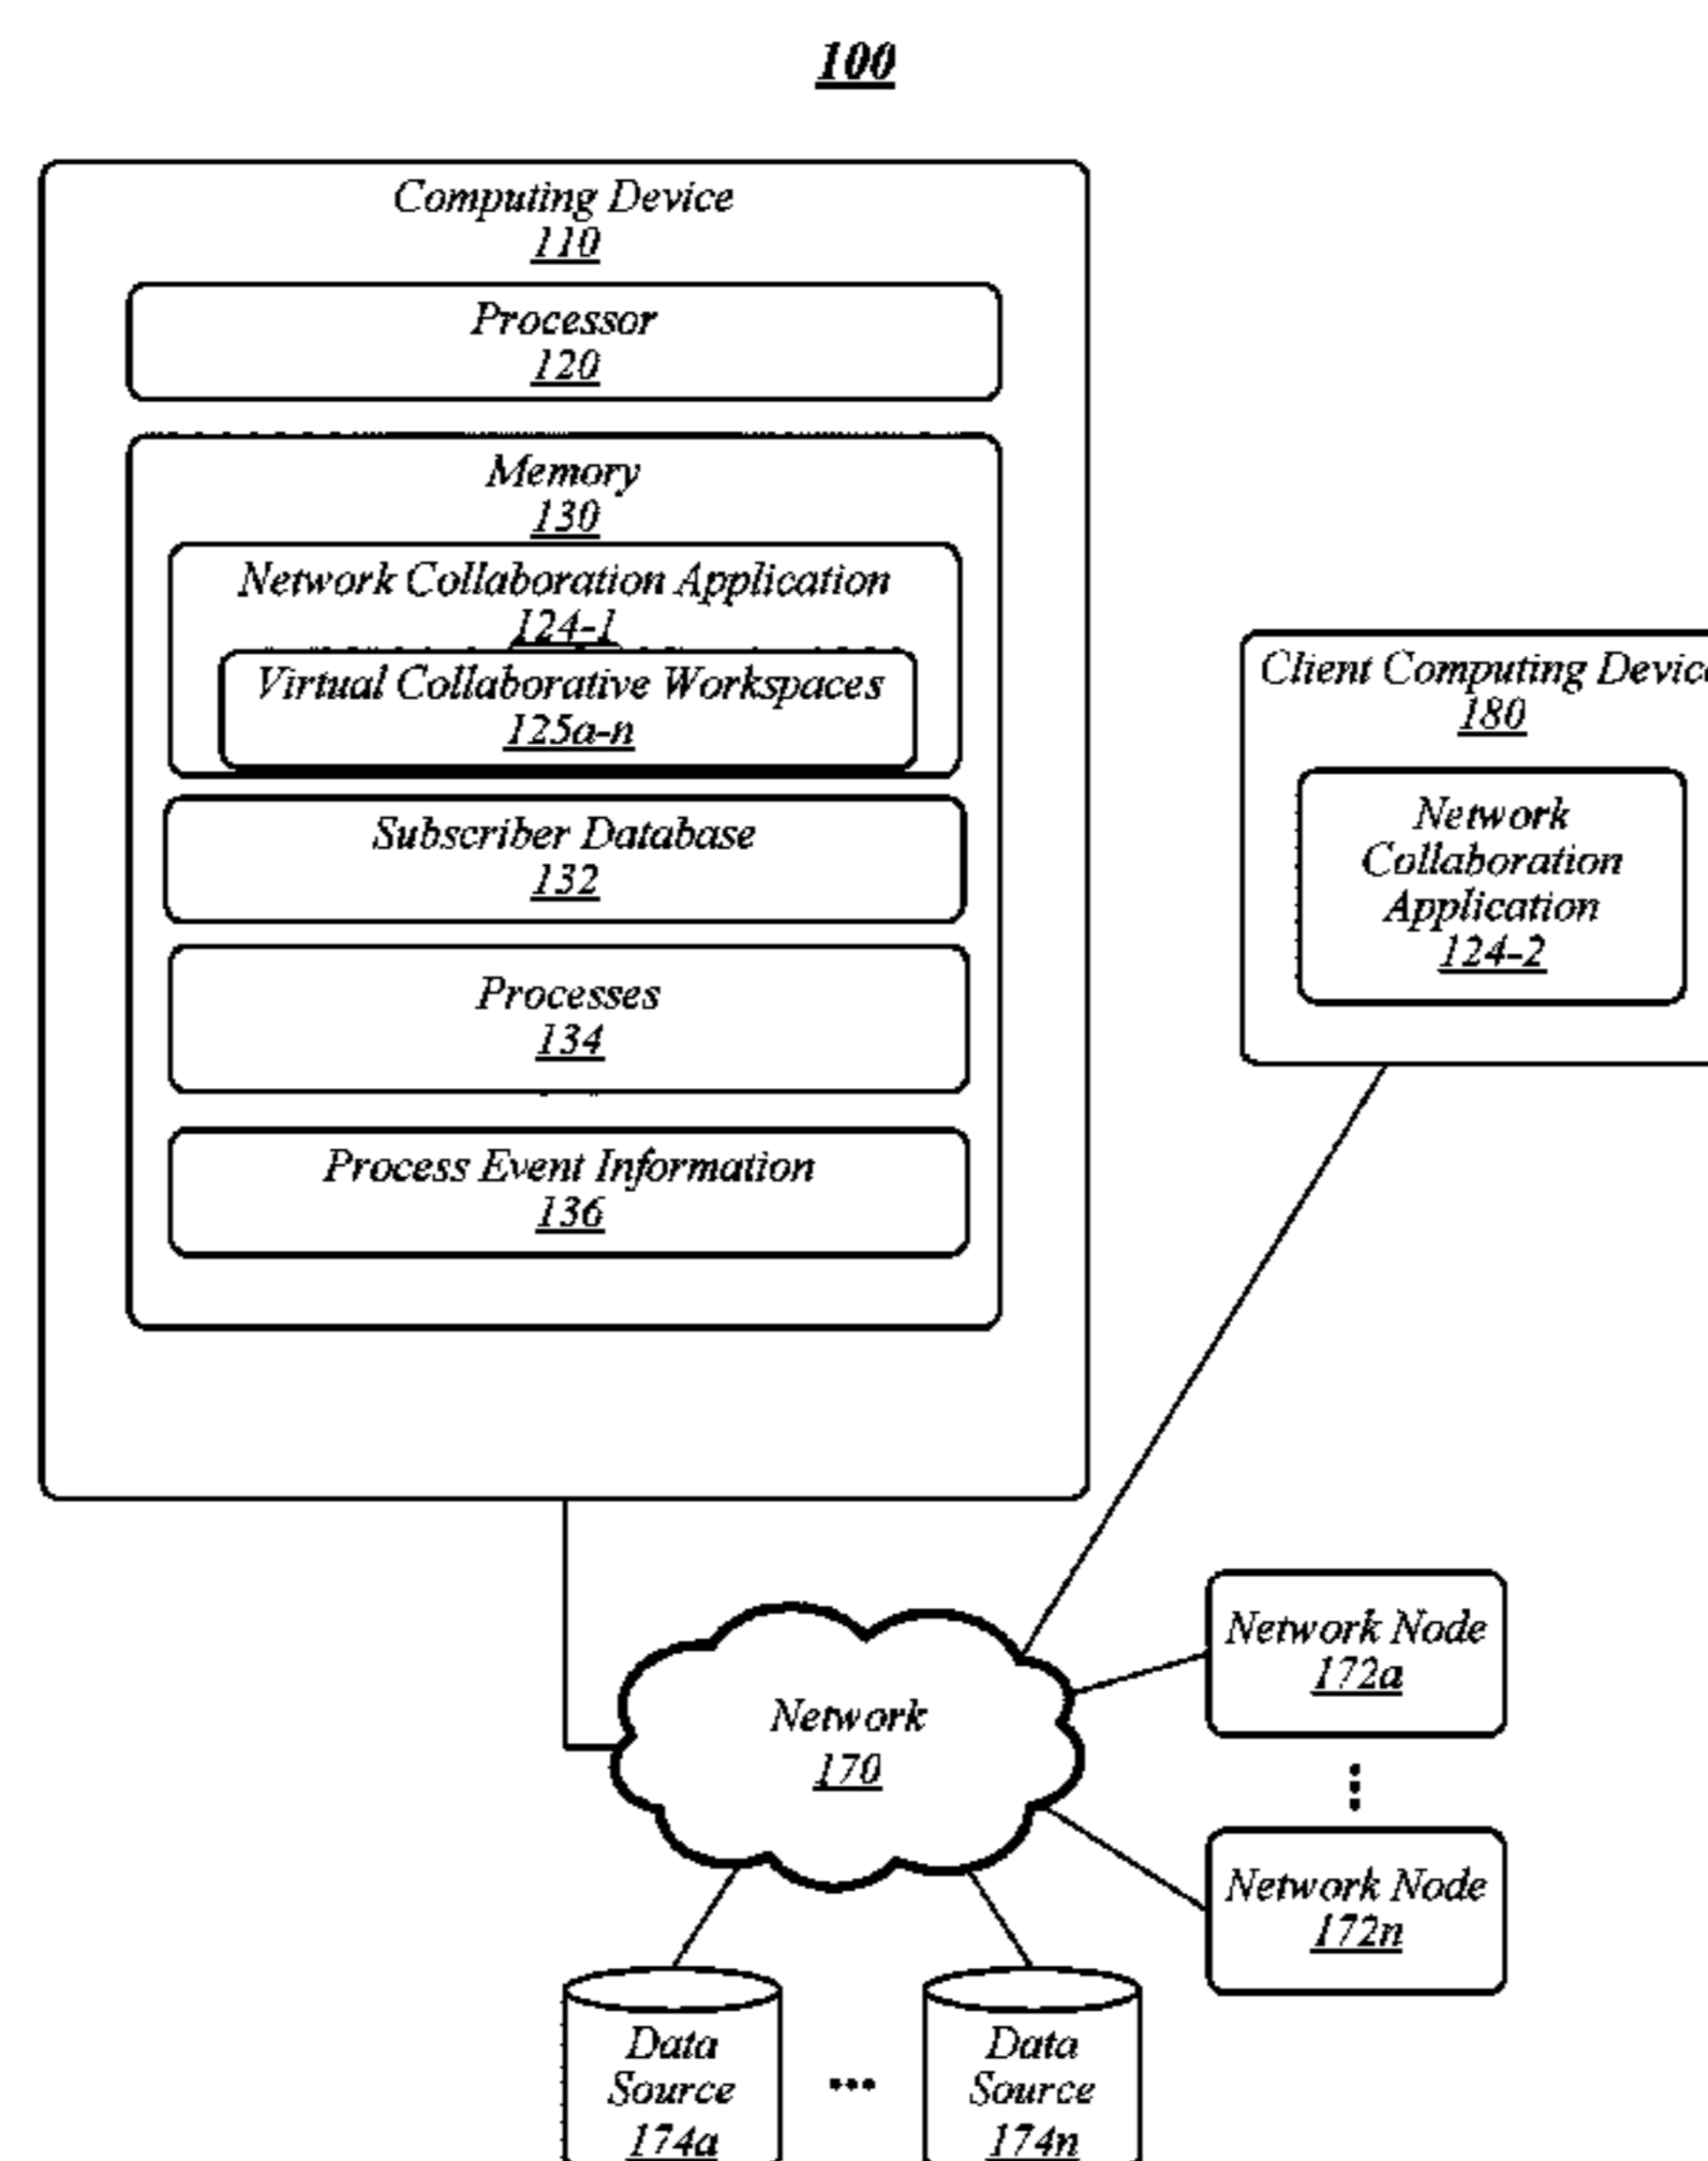 100
Computing Device
110
Processor
120
Memory
130
Network Collaboration Application
124-1
Virtual Collaborative Workspaces
125a-n
Subscriber Database
132
Processes
134
Process Event Information
136
Client Computing Device
180
Network
Collaboration
Application
124-2
Network
170
Network Node
172a
Network Node
172n
Data
Source
174a
...
Data
Source
174n